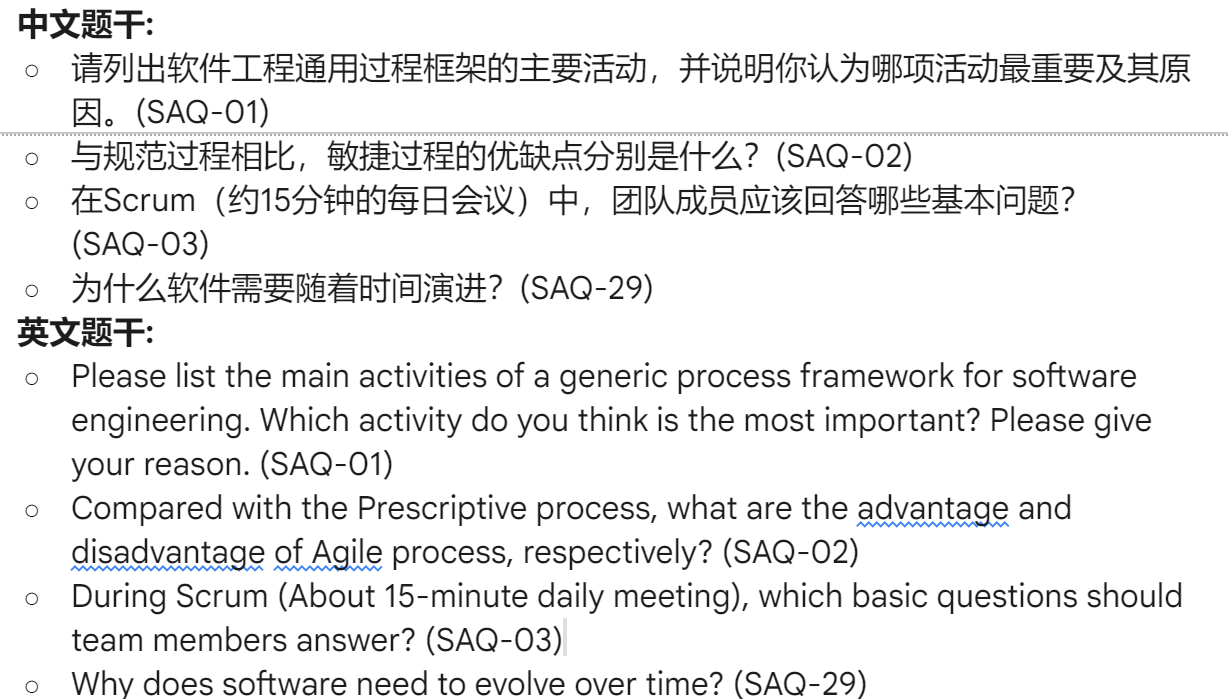 中文题干:
○ 请列出软件工程通用过程框架的主要活动，并说明你认为哪项活动最重要及其原
因。(SAQ-01)
○ 与规范过程相比，敏捷过程的优缺点分别是什么？(SAQ-02)
○ 在Scrum（约15分钟的每日会议）中，团队成员应该回答哪些基本问题？
(SAQ-03)
○ 为什么软件需要随着时间演进？(SAQ-29)
英文题干:
○ Please list the main activities of a generic process framework for software
engineering. Which activity do you think is the most important? Please give
your reason. (SAQ-01)
○ Compared with the Prescriptive process, what are the advantage and
disadvantage of Agile process, respectively? (SAQ-02)
○ During Scrum (About 15-minute daily meeting), which basic questions should
team members answer? (SAQ-03)
○ Why does software need to evolve over time? (SAQ-29)